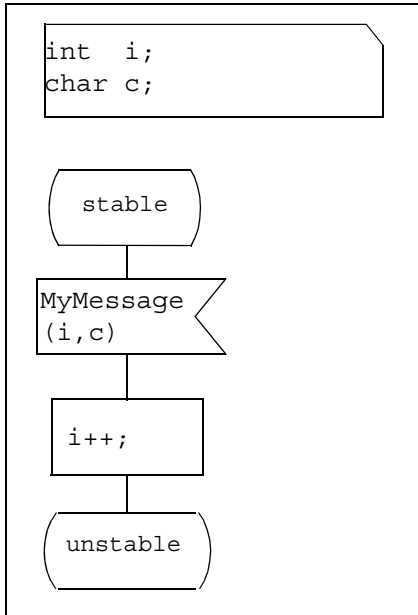 int  i;
char c;
stable
MyMessage
(i,c)
i++;
unstable